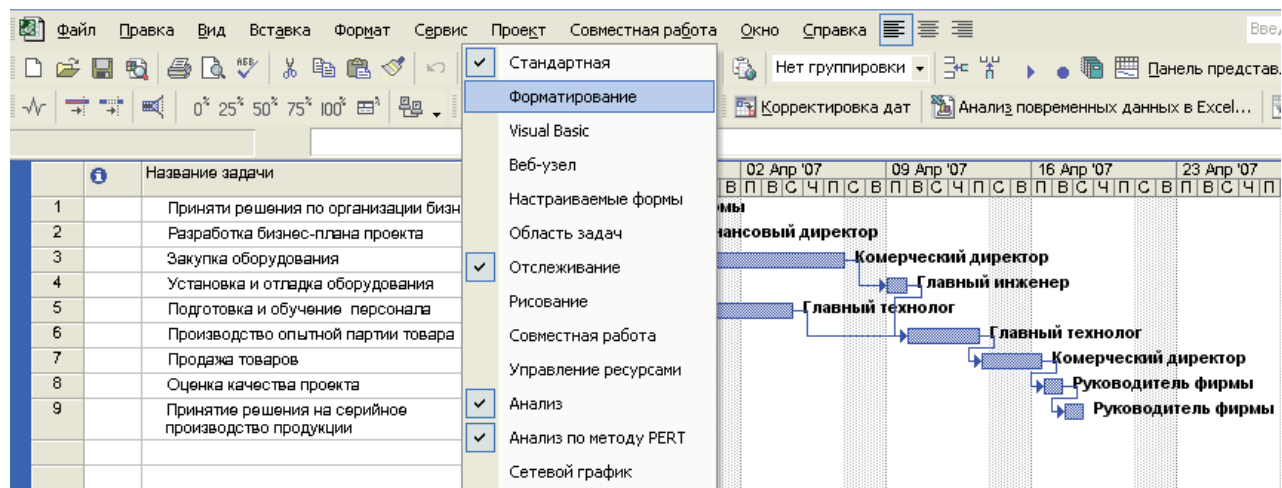 Файл Правка Вид Вставка Формат Сервис Проект Совместная работа Окно Справка
Нет группировки Панель представ.
0% 25% 50% 75% 100% Корректировка дат Анализ повременных данных в Excel...
Стандартная
Форматирование
Visual Basic
Веб-узел
Настраиваемые формы
Область задач
Отслеживание
Рисование
Совместная работа
Управление ресурсами
Анализ
Анализ по методу PERT
Сетевой график
Название задачи
02 Апр '07 09 Апр '07 16 Апр '07 23 Апр '07
В П В С Ч П С В П В С Ч П С В П В С Ч П С В П В С Ч П
1 Приняти решения по организации бизн
2 Разработка бизнес-плана проекта
3 Закупка оборудования
4 Установка и отладка оборудования
5 Подготовка и обучение персонала
6 Производство опытной партии товара
7 Продажа товаров
8 Оценка качества проекта
9 Принятие решения на серийное
производство продукции
мы
нансовый директор
Комерческий директор
Главный инженер
Главный технолог
Главный технолог
Комерческий директор
Руководитель фирмы
Руководитель фирмы